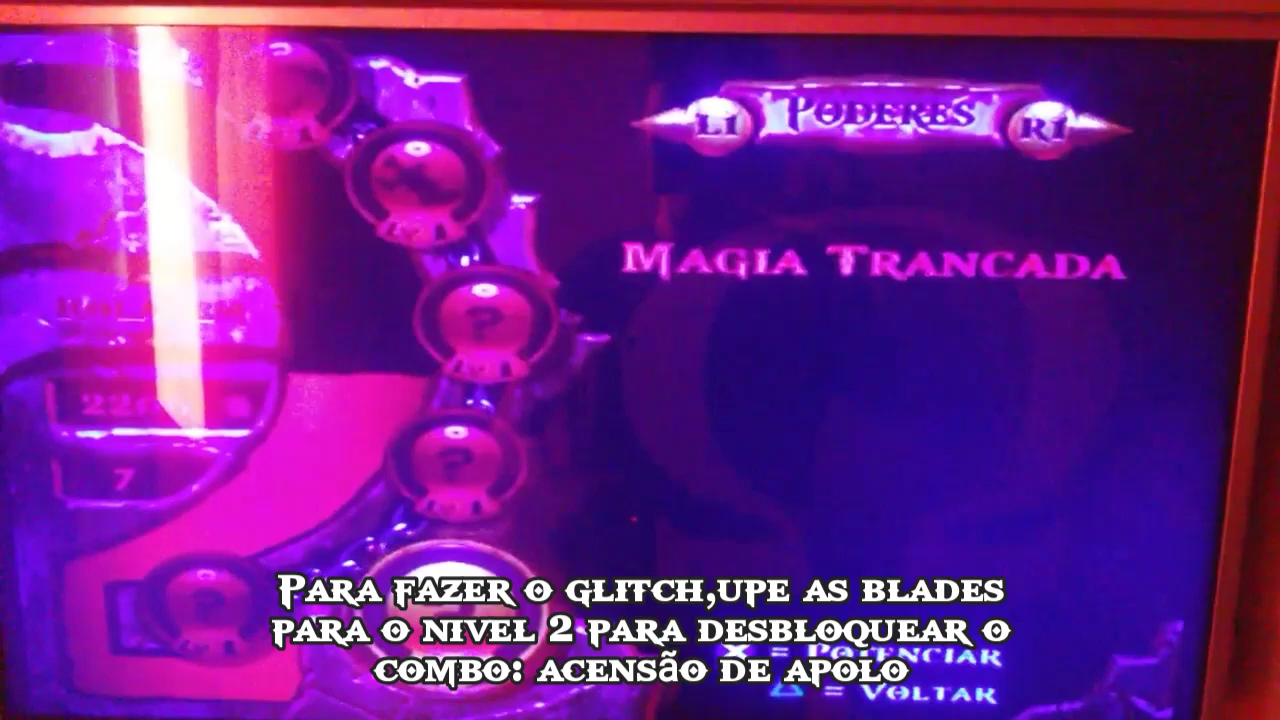 L1 PODERES R1
MAGIA TRANCADA
?
?
7
PARA FAZER O GLITCH,UPE AS BLADES
PARA O NIVEL 2 PARA DESBLOQUEAR O
COMBO: ACENSÃO DE APOLO
X = POTENCIAR
△ = VOLTAR